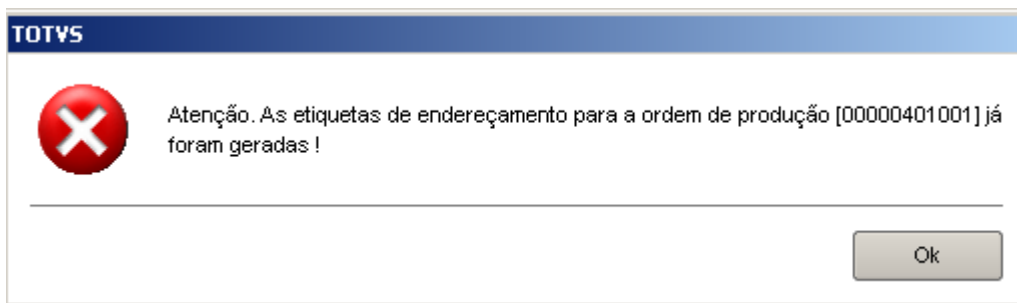 TOTVS
Atenção. As etiquetas de endereçamento para a ordem de produção [00000401001] já
foram geradas !
Ok